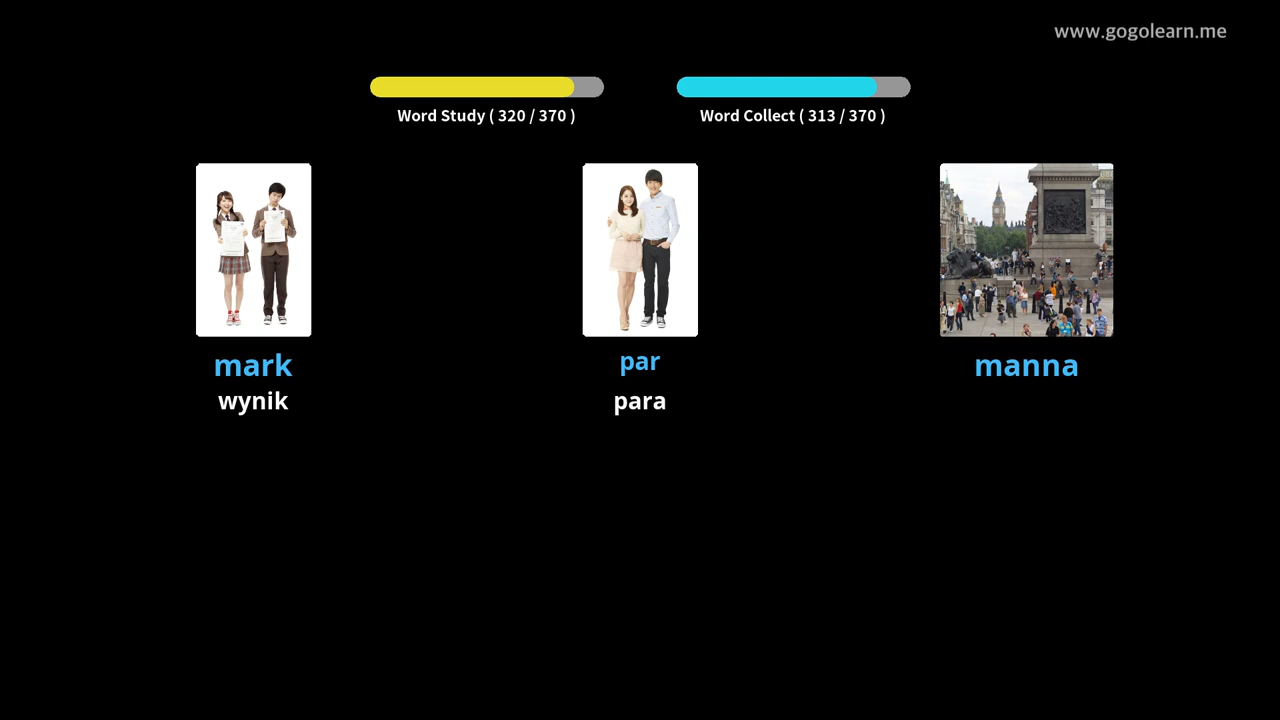 www.gogolearn.me
Word Study ( 320 / 370 )
Word Collect ( 313 / 370 )
mark
wynik
par
para
manna